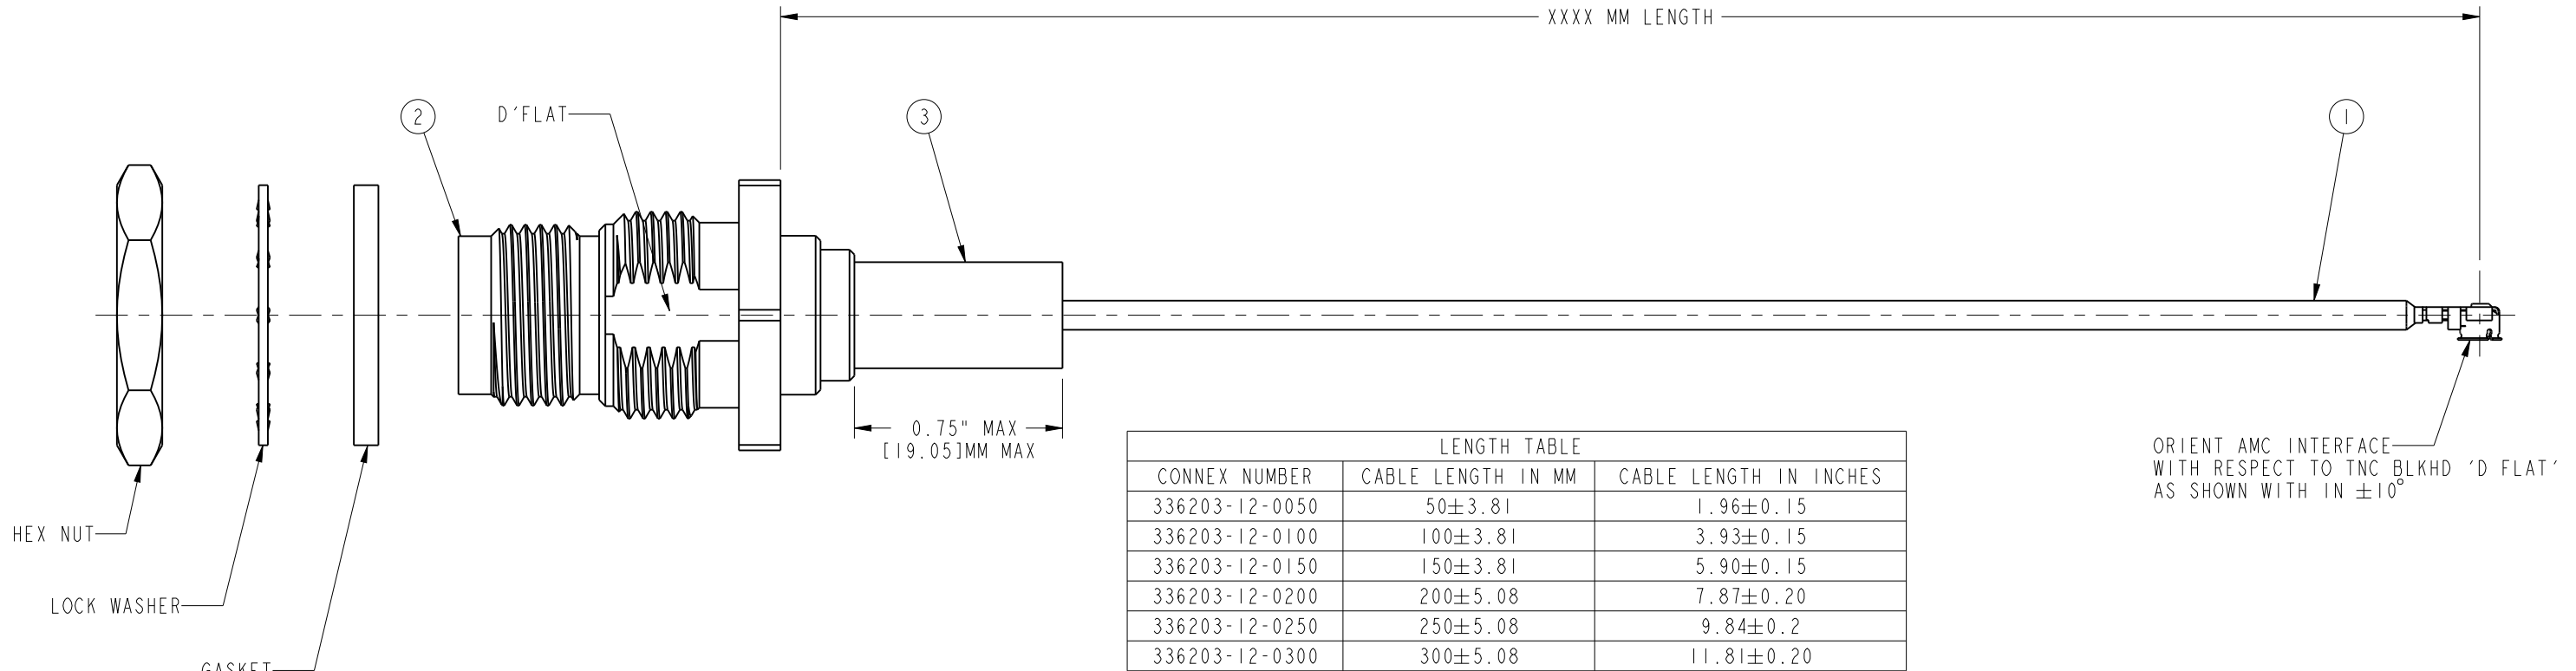 XXXX MM LENGTH
2
D'FLAT
3
1
0.75" MAX
[19.05]MM MAX
HEX NUT
LOCK WASHER
GASKET
LENGTH TABLE
CONNEX NUMBER CABLE LENGTH IN MM CABLE LENGTH IN INCHES
336203-12-0050 50±3.81 1.96±0.15
336203-12-0100 100±3.81 3.93±0.15
336203-12-0150 150±3.81 5.90±0.15
336203-12-0200 200±5.08 7.87±0.20
336203-12-0250 250±5.08 9.84±0.2
336203-12-0300 300±5.08 11.81±0.20
ORIENT AMC INTERFACE
WITH RESPECT TO TNC BLKHD 'D FLAT'
AS SHOWN WITH IN ±10°